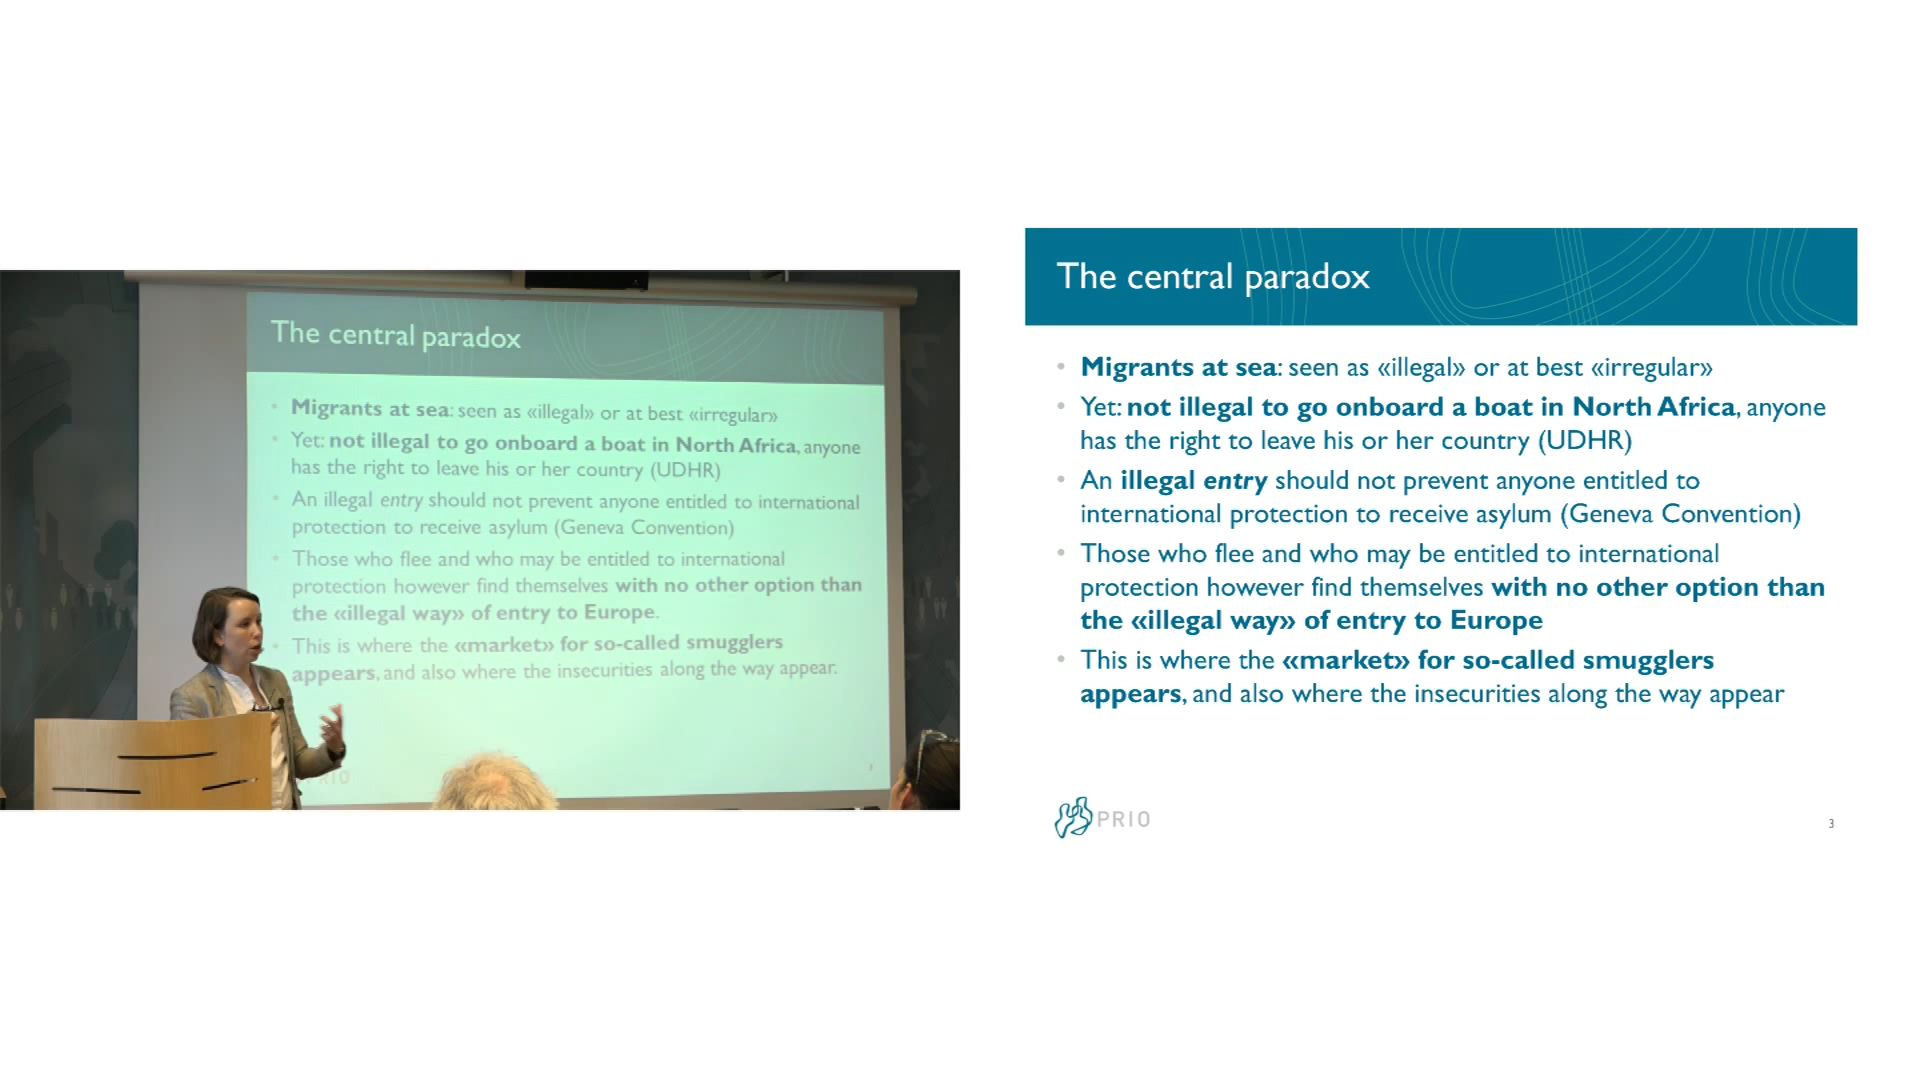 The central paradox
• Migrants at sea: seen as «illegal» or at best «irregular»
• Yet: not illegal to go onboard a boat in North Africa, anyone
has the right to leave his or her country (UDHR)
• An illegal entry should not prevent anyone entitled to international
protection to receive asylum (Geneva Convention)
• Those who flee and who may be entitled to international
protection however find themselves with no other option than
the «illegal way» of entry to Europe.
• This is where the «market» for so-called smugglers
appears, and also where the insecurities along the way appear.
PRIO
3
The central paradox
• Migrants at sea: seen as «illegal» or at best «irregular»
• Yet: not illegal to go onboard a boat in North Africa, anyone
has the right to leave his or her country (UDHR)
• An illegal entry should not prevent anyone entitled to
international protection to receive asylum (Geneva Convention)
• Those who flee and who may be entitled to international
protection however find themselves with no other option than
the «illegal way» of entry to Europe
• This is where the «market» for so-called smugglers
appears, and also where the insecurities along the way appear
PRIO
3